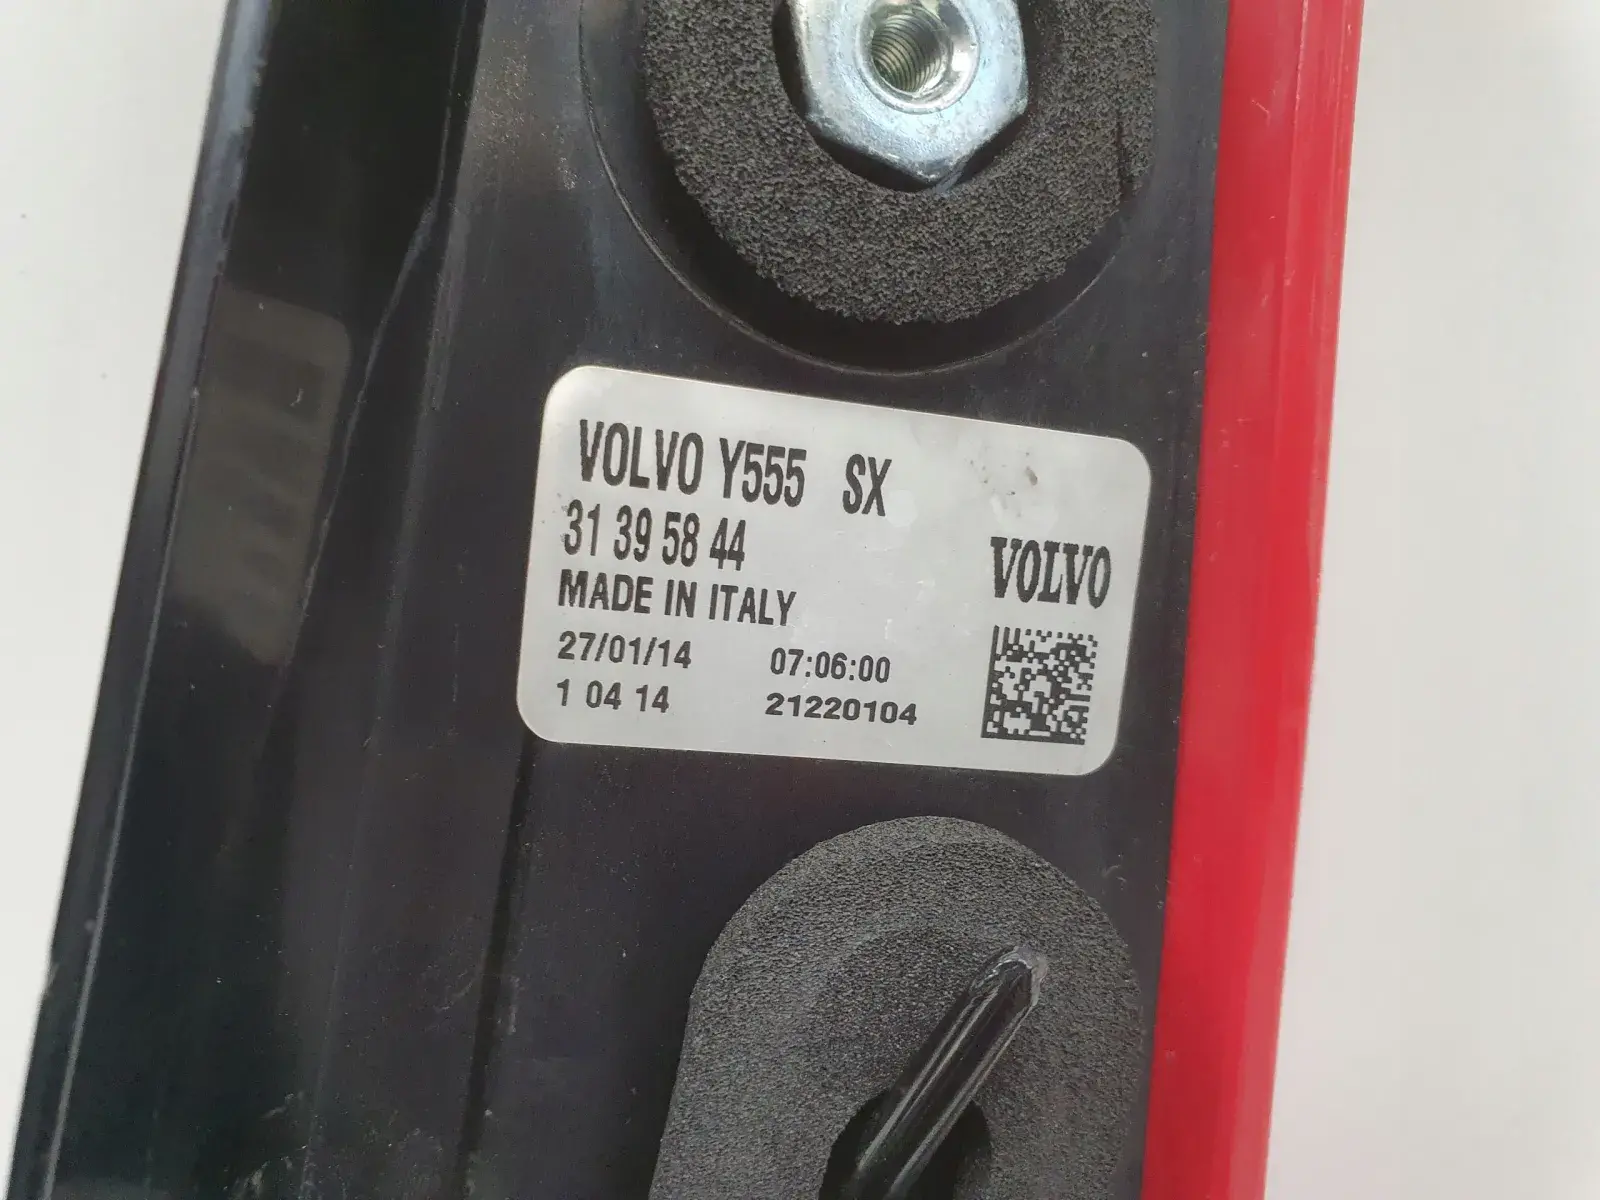 VOLVO Y555 SX
31 39 58 44
MADE IN ITALY
VOLVO
27/01/14 07:06:00
1 04 14 21220104